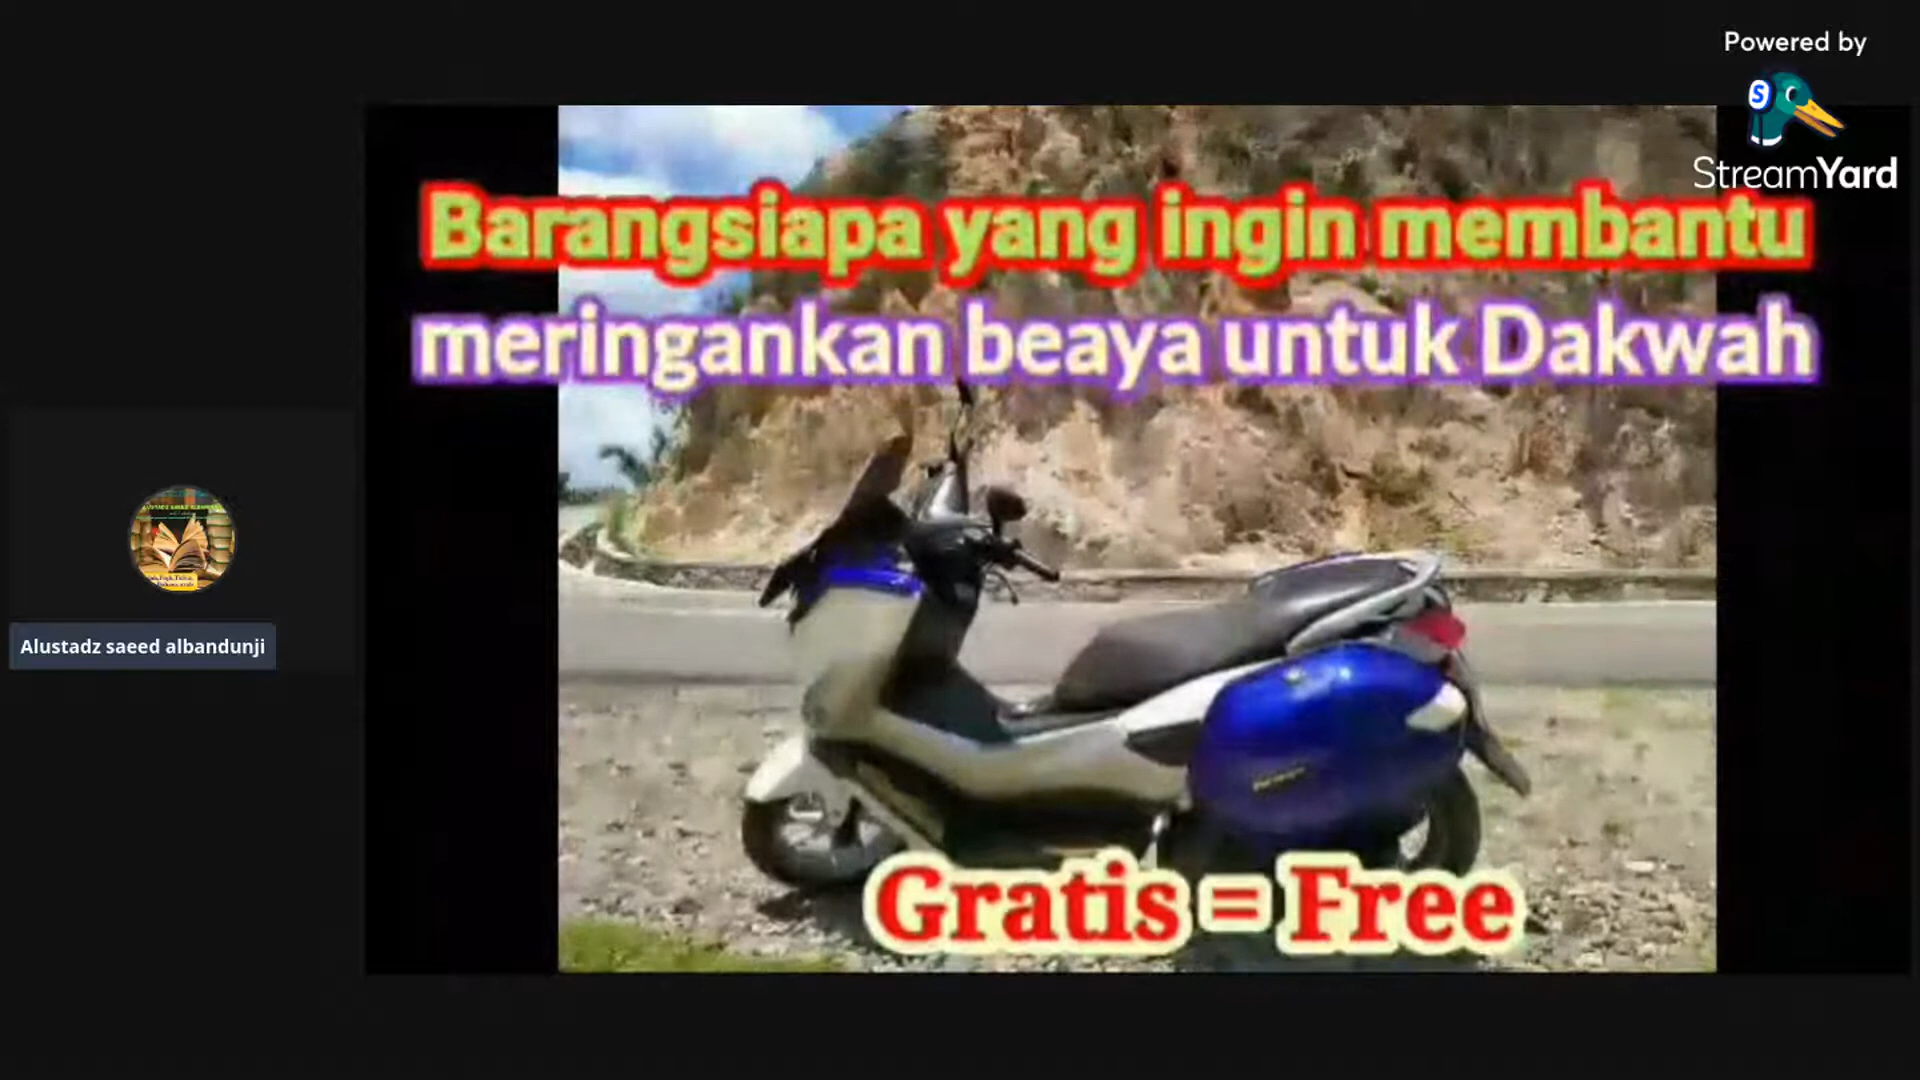 Powered by
StreamYard
Barangsiapa yang ingin membantu
meringankan beaya untuk Dakwah
Alustadz saeed albandunji
Gratis = Free